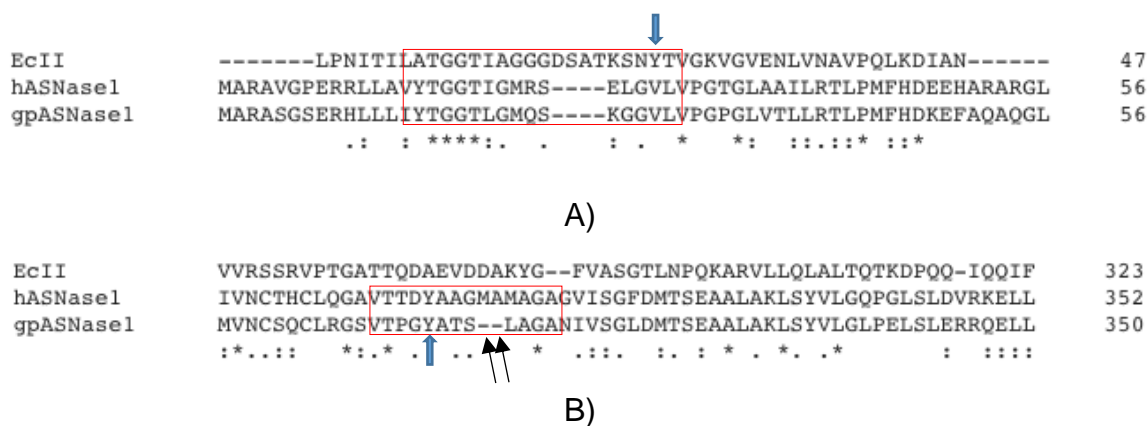 EcII -------LPNITILATGGTIAGGGDSATKSNYTVGKVGVENLVNAVPQLKDIAN------ 47
hASNase1 MARAVGPERRLLAVYTGGTIGMRS----ELGVLVPGTGLAAILRTLPMFHDEEHARARGL 56
gpASNase1 MARASGSERHLLLIYTGGTLGMQS----KGGVLVPGPGLVTLLRTLPMFHDKEFAQAQGL 56
.: : ****:. . : . * *: ::.::* *::*
A)
EcII VVRSSRVPTGATTQDAEVDDAKYG--FVASGTLNPQKARVLLQLALTQTKDPQQ-IQQIF 323
hASNase1 IVNCTHCLQGAVTTDYAAGMAMAGAGVISGFDMTSEAALAKLSYVLGQPGLSLDVRKELL 352
gpASNase1 MVNCSQCLRGSVTPGYATS--LAGANIVSGLDMTSEAALAKLSYVLGLPELSLERRQELL 350
:*..:: *:.* . .. * .::. :. : * . *. .* : ::::
B)